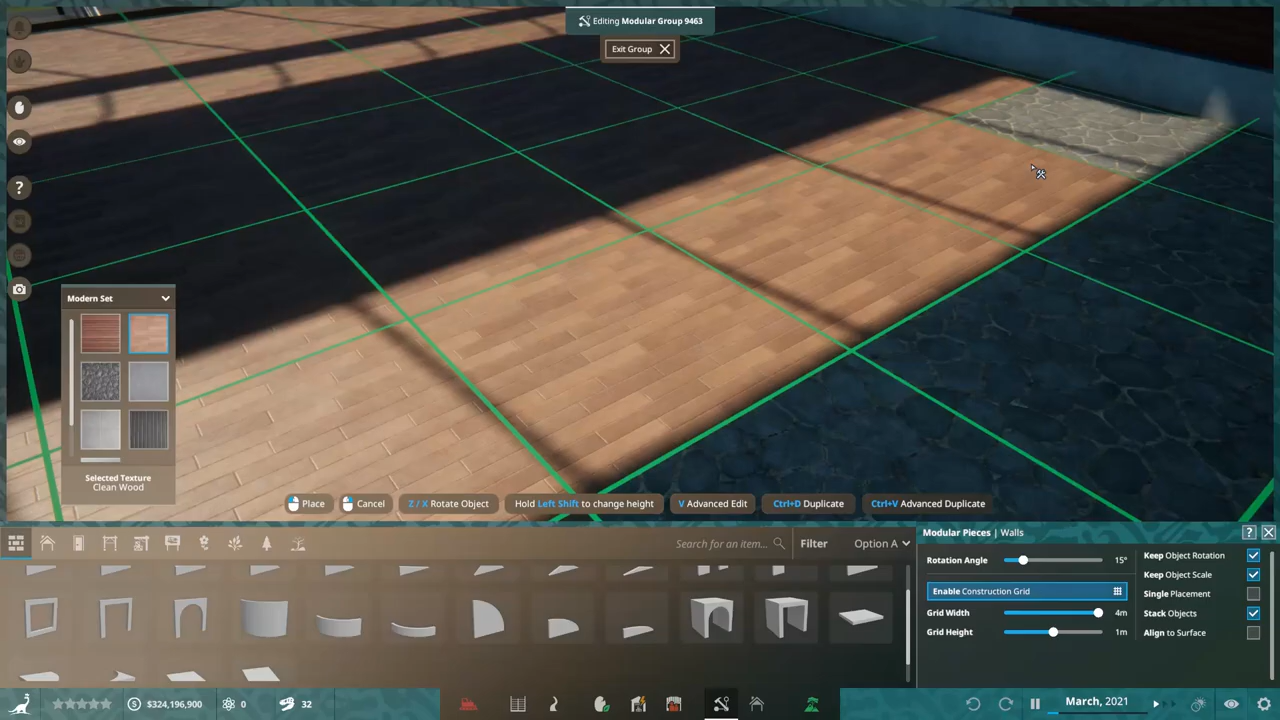 Editing Modular Group 9463
Exit Group
?
Modern Set
Selected Texture
Clean Wood
Place
Cancel
Z / X Rotate Object
Hold Left Shift to change height
V Advanced Edit
Ctrl+D Duplicate
Ctrl+V Advanced Duplicate
Search for an item...
Filter
Option A
Modular Pieces | Walls
?
Rotation Angle
15°
Keep Object Rotation
Keep Object Scale
Enable Construction Grid
Single Placement
Grid Width
4m
Stack Objects
Grid Height
1m
Align to Surface
$324,196,900
0
32
March, 2021